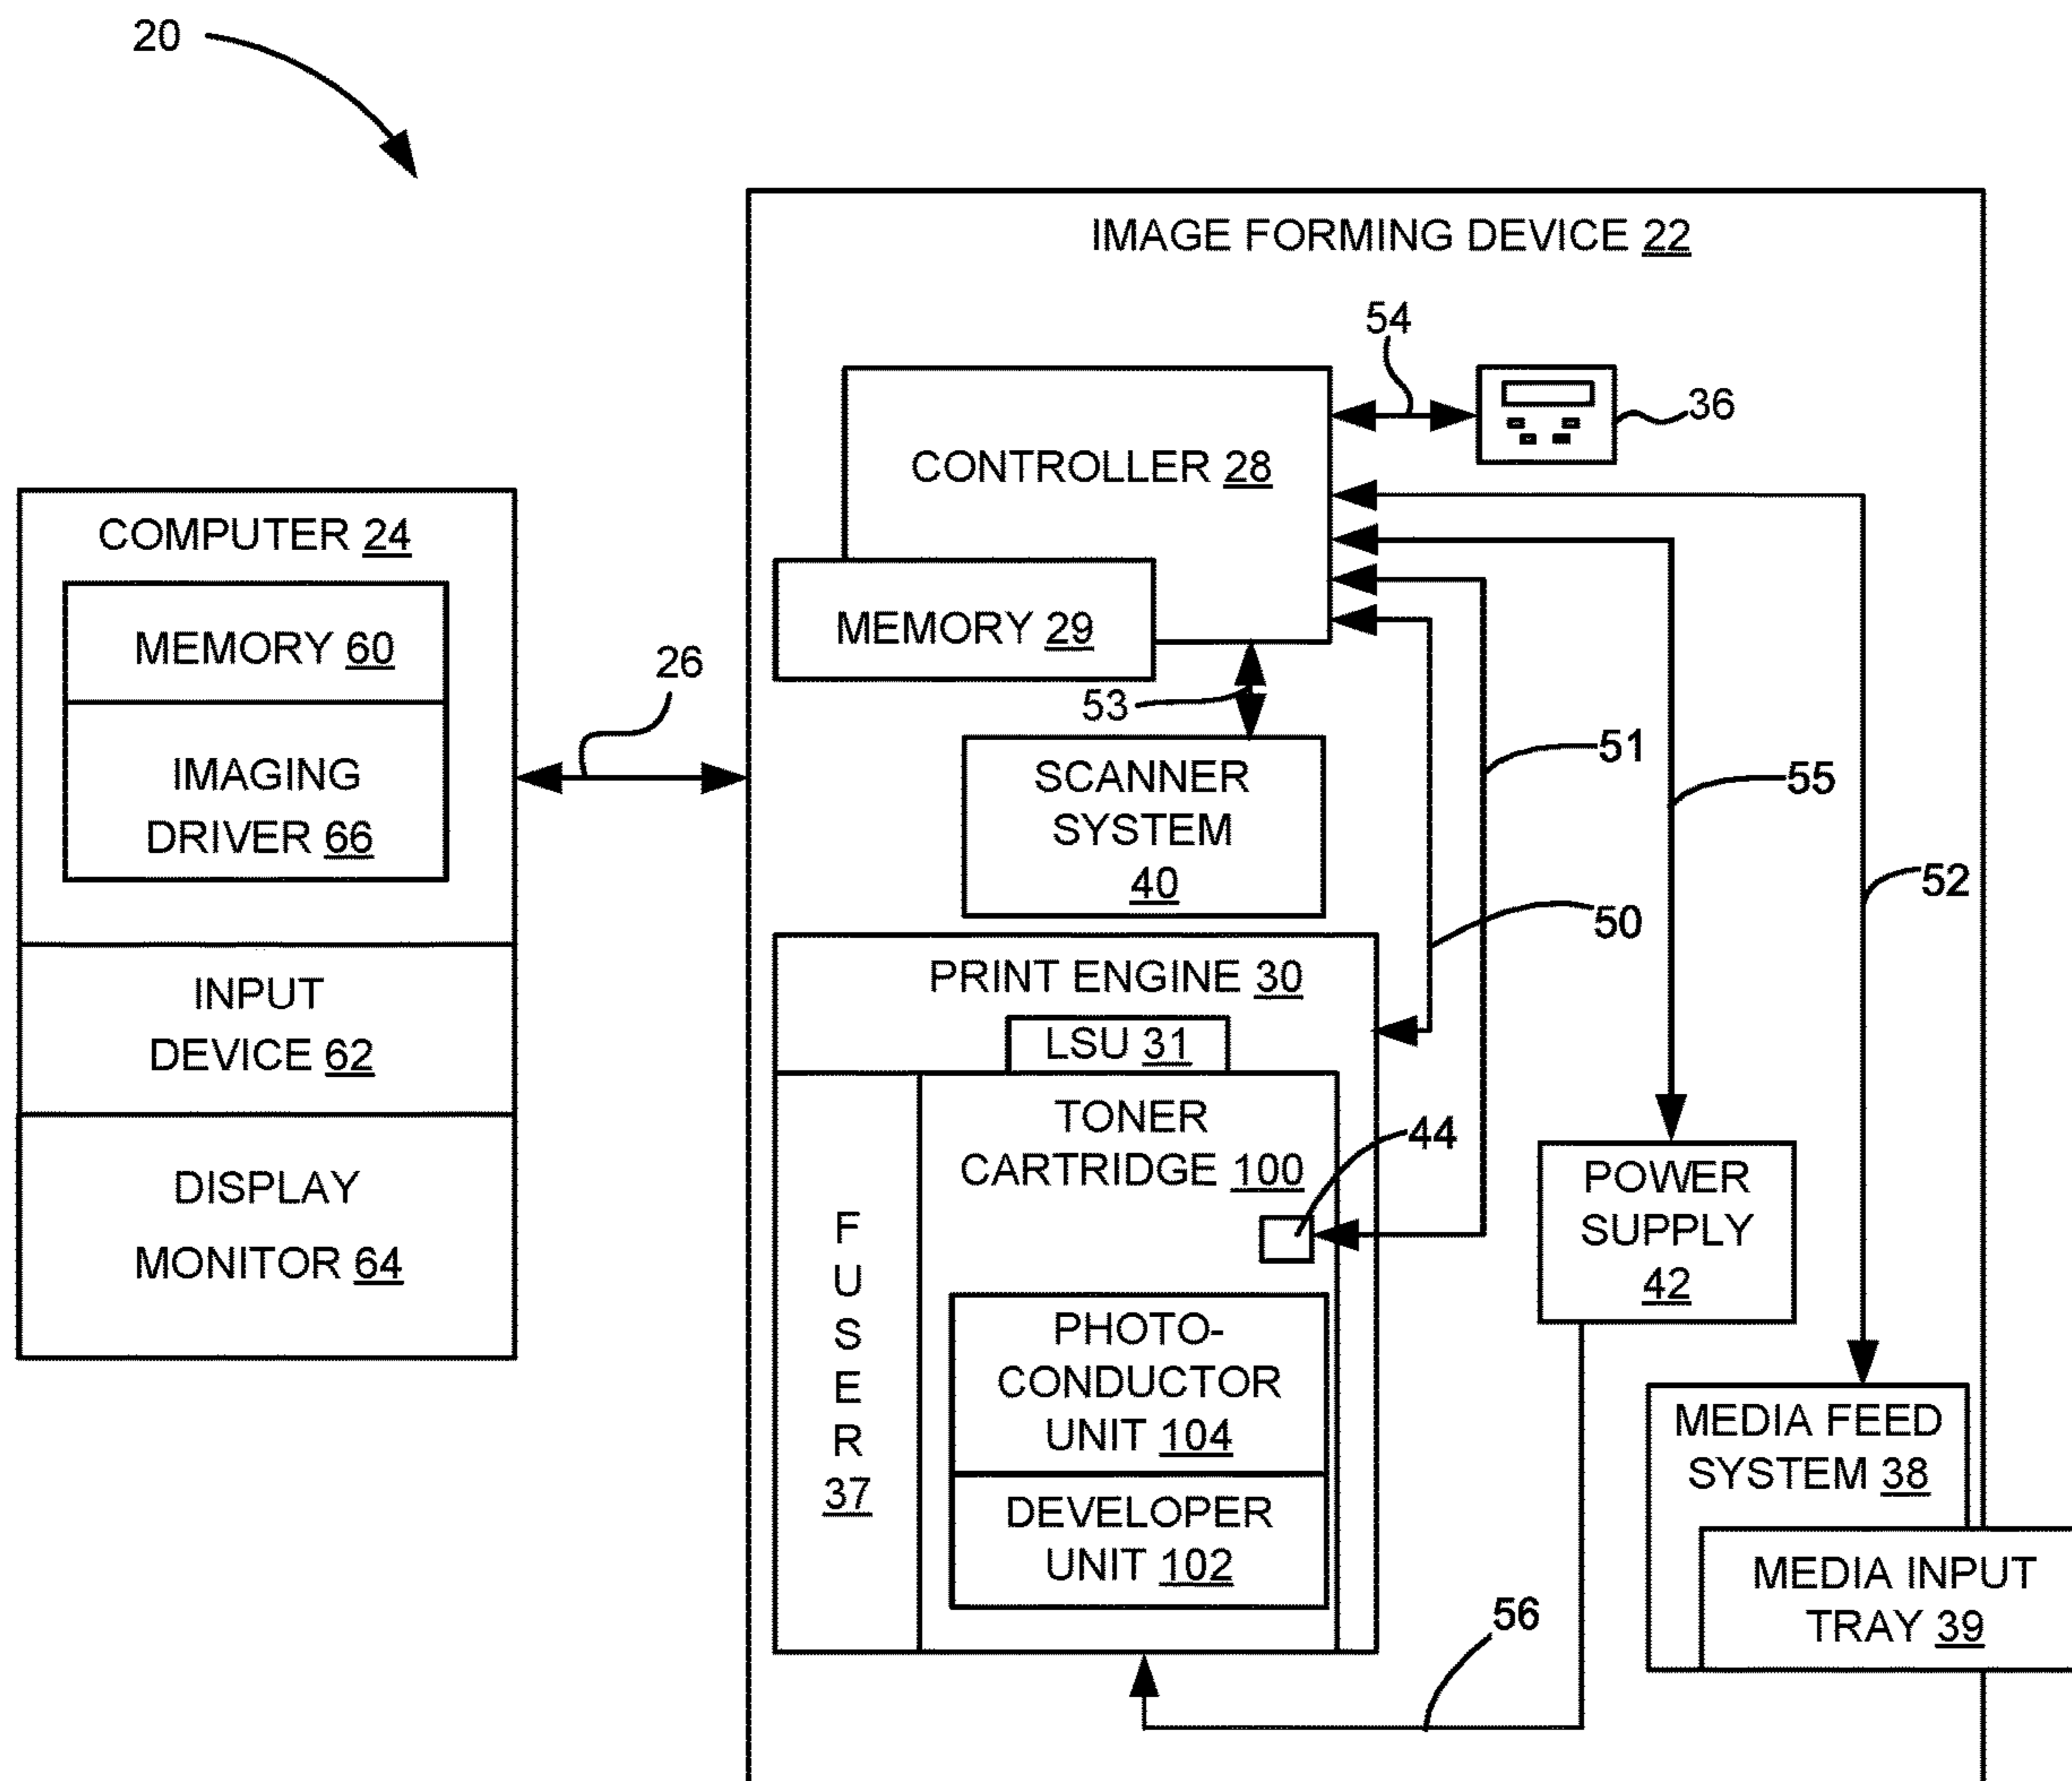 20
IMAGE FORMING DEVICE 22
54
36
CONTROLLER 28
MEMORY 29
53
COMPUTER 24
MEMORY 60
IMAGING
DRIVER 66
INPUT
DEVICE 62
DISPLAY
MONITOR 64
26
SCANNER
SYSTEM
40
51
55
52
50
PRINT ENGINE 30
LSU 31
TONER
CARTRIDGE 100
44
F
U
S
E
R
37
PHOTO-
CONDUCTOR
UNIT 104
DEVELOPER
UNIT 102
POWER
SUPPLY
42
MEDIA FEED
SYSTEM 38
MEDIA INPUT
TRAY 39
56